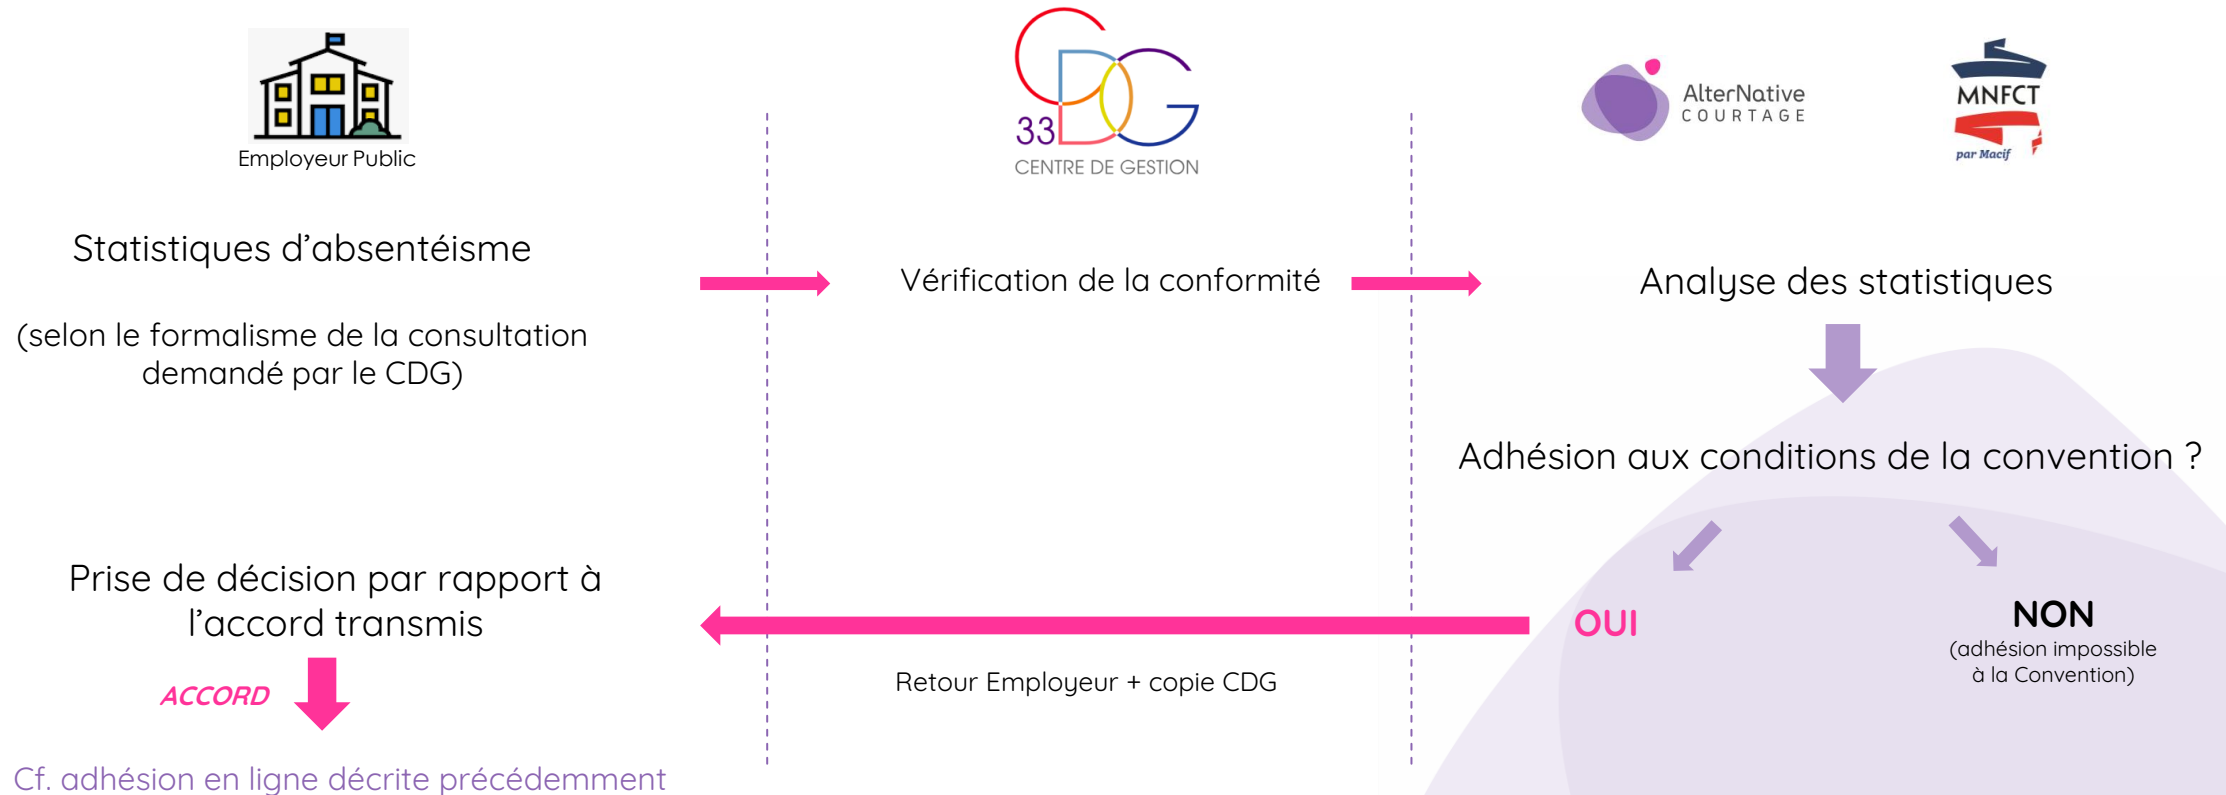 Employeur Public
CDG
33
CENTRE DE GESTION
AlterNative
COURTAGE
MNFCT
par Macif
Statistiques d’absentéisme
(selon le formalisme de la consultation
demandé par le CDG)
Vérification de la conformité
Analyse des statistiques
Adhésion aux conditions de la convention ?
OUI
NON
(adhésion impossible
à la Convention)
Retour Employeur + copie CDG
Prise de décision par rapport à
l’accord transmis
ACCORD
Cf. adhésion en ligne décrite précédemment